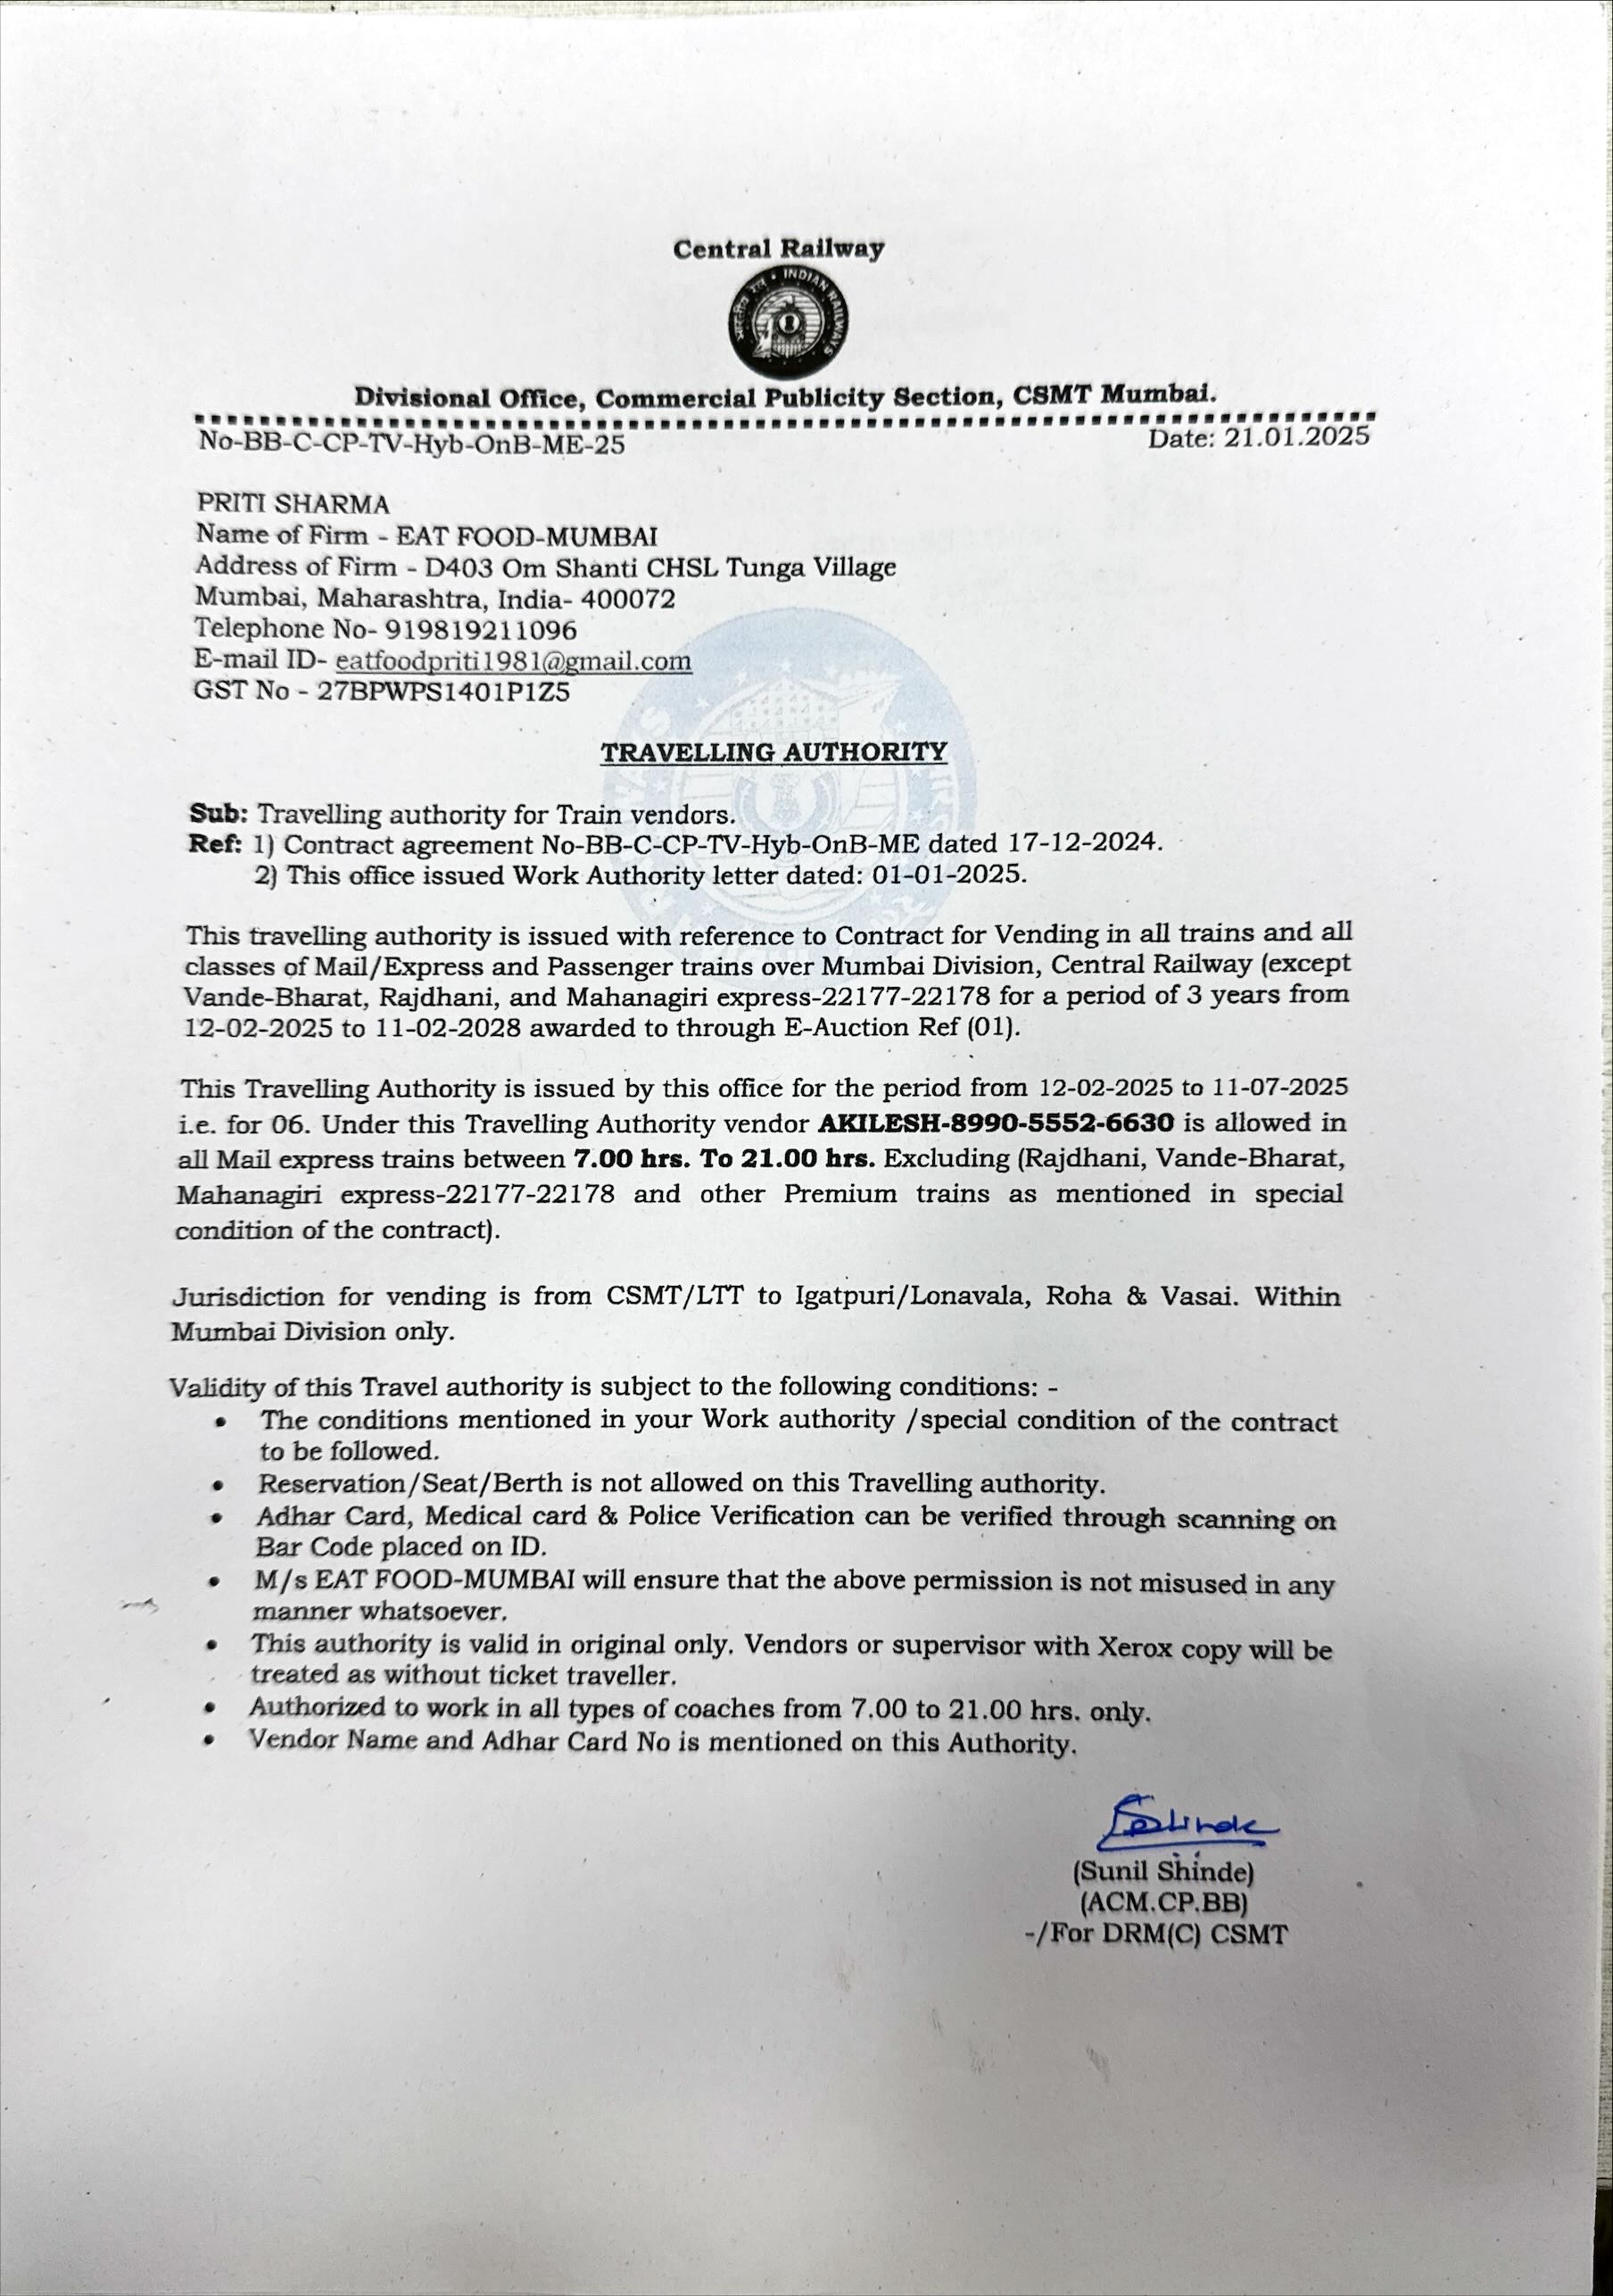 Central Railway
भारतीय रेल • INDIAN RAILWAYS
Divisional Office, Commercial Publicity Section, CSMT Mumbai.
No-BB-C-CP-TV-Hyb-OnB-ME-25 Date: 21.01.2025
PRITI SHARMA
Name of Firm - EAT FOOD-MUMBAI
Address of Firm - D403 Om Shanti CHSL Tunga Village
Mumbai, Maharashtra, India- 400072
Telephone No- 919819211096
E-mail ID- eatfoodpriti1981@gmail.com
GST No - 27BPWPS1401P1Z5
TRAVELLING AUTHORITY
Sub: Travelling authority for Train vendors.
Ref: 1) Contract agreement No-BB-C-CP-TV-Hyb-OnB-ME dated 17-12-2024.
2) This office issued Work Authority letter dated: 01-01-2025.
This travelling authority is issued with reference to Contract for Vending in all trains and all
classes of Mail/Express and Passenger trains over Mumbai Division, Central Railway (except
Vande-Bharat, Rajdhani, and Mahanagiri express-22177-22178 for a period of 3 years from
12-02-2025 to 11-02-2028 awarded to through E-Auction Ref (01).
This Travelling Authority is issued by this office for the period from 12-02-2025 to 11-07-2025
i.e. for 06. Under this Travelling Authority vendor AKILESH-8990-5552-6630 is allowed in
all Mail express trains between 7.00 hrs. To 21.00 hrs. Excluding (Rajdhani, Vande-Bharat,
Mahanagiri express-22177-22178 and other Premium trains as mentioned in special
condition of the contract).
Jurisdiction for vending is from CSMT/LTT to Igatpuri/Lonavala, Roha & Vasai. Within
Mumbai Division only.
Validity of this Travel authority is subject to the following conditions: -
• The conditions mentioned in your Work authority /special condition of the contract
to be followed.
• Reservation/Seat/Berth is not allowed on this Travelling authority.
• Adhar Card, Medical card & Police Verification can be verified through scanning on
Bar Code placed on ID.
• M/s EAT FOOD-MUMBAI will ensure that the above permission is not misused in any
manner whatsoever.
• This authority is valid in original only. Vendors or supervisor with Xerox copy will be
treated as without ticket traveller.
• Authorized to work in all types of coaches from 7.00 to 21.00 hrs. only.
• Vendor Name and Adhar Card No is mentioned on this Authority.
(Sunil Shinde)
(ACM.CP.BB)
-/For DRM(C) CSMT